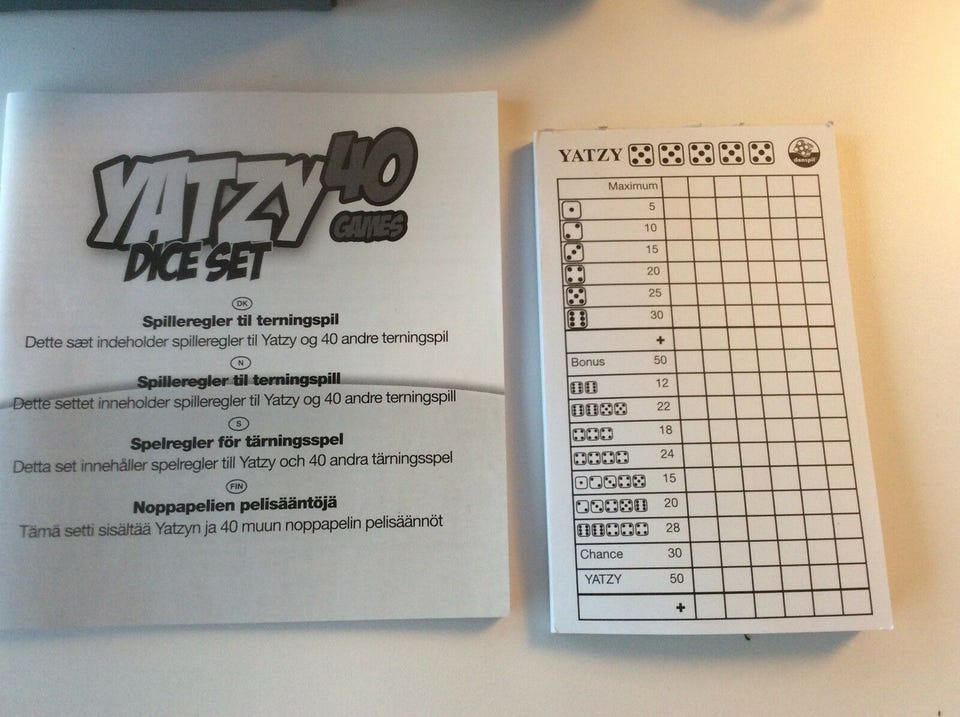 YATZY 40
GAMES
DICE SET
DK
Spilleregler til terningspil
Dette sæt indeholder spilleregler til Yatzy og 40 andre terningspil
N
Spilleregler til terningspill
Dette settet inneholder spilleregler til Yatzy og 40 andre terningspill
S
Spelregler för tärningsspel
Detta set innehåller spelregler till Yatzy och 40 andra tärningsspel
FIN
Noppapelien pelisääntöjä
Tämä setti sisältää Yatzyn ja 40 muun noppapelin pelisäännöt
YATZY
danspil
Maximum
5
10
15
20
25
30
+
Bonus 50
12
22
18
24
15
20
28
Chance 30
YATZY 50
+